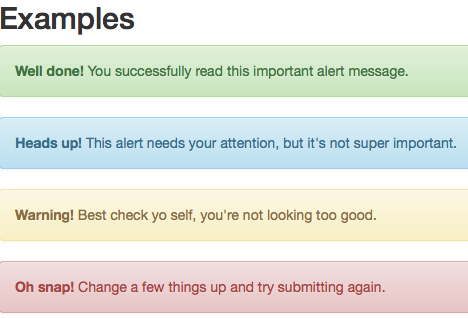 Examples
Well done! You successfully read this important alert message.
Heads up! This alert needs your attention, but it's not super important.
Warning! Best check yo self, you're not looking too good.
Oh snap! Change a few things up and try submitting again.